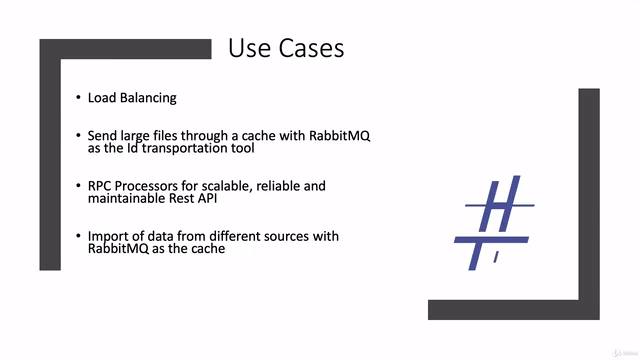 Use Cases
• Load Balancing
• Send large files through a cache with RabbitMQ
as the Id transportation tool
• RPC Processors for scalable, reliable and
maintainable Rest API
• Import of data from different sources with
RabbitMQ as the cache
H
T I